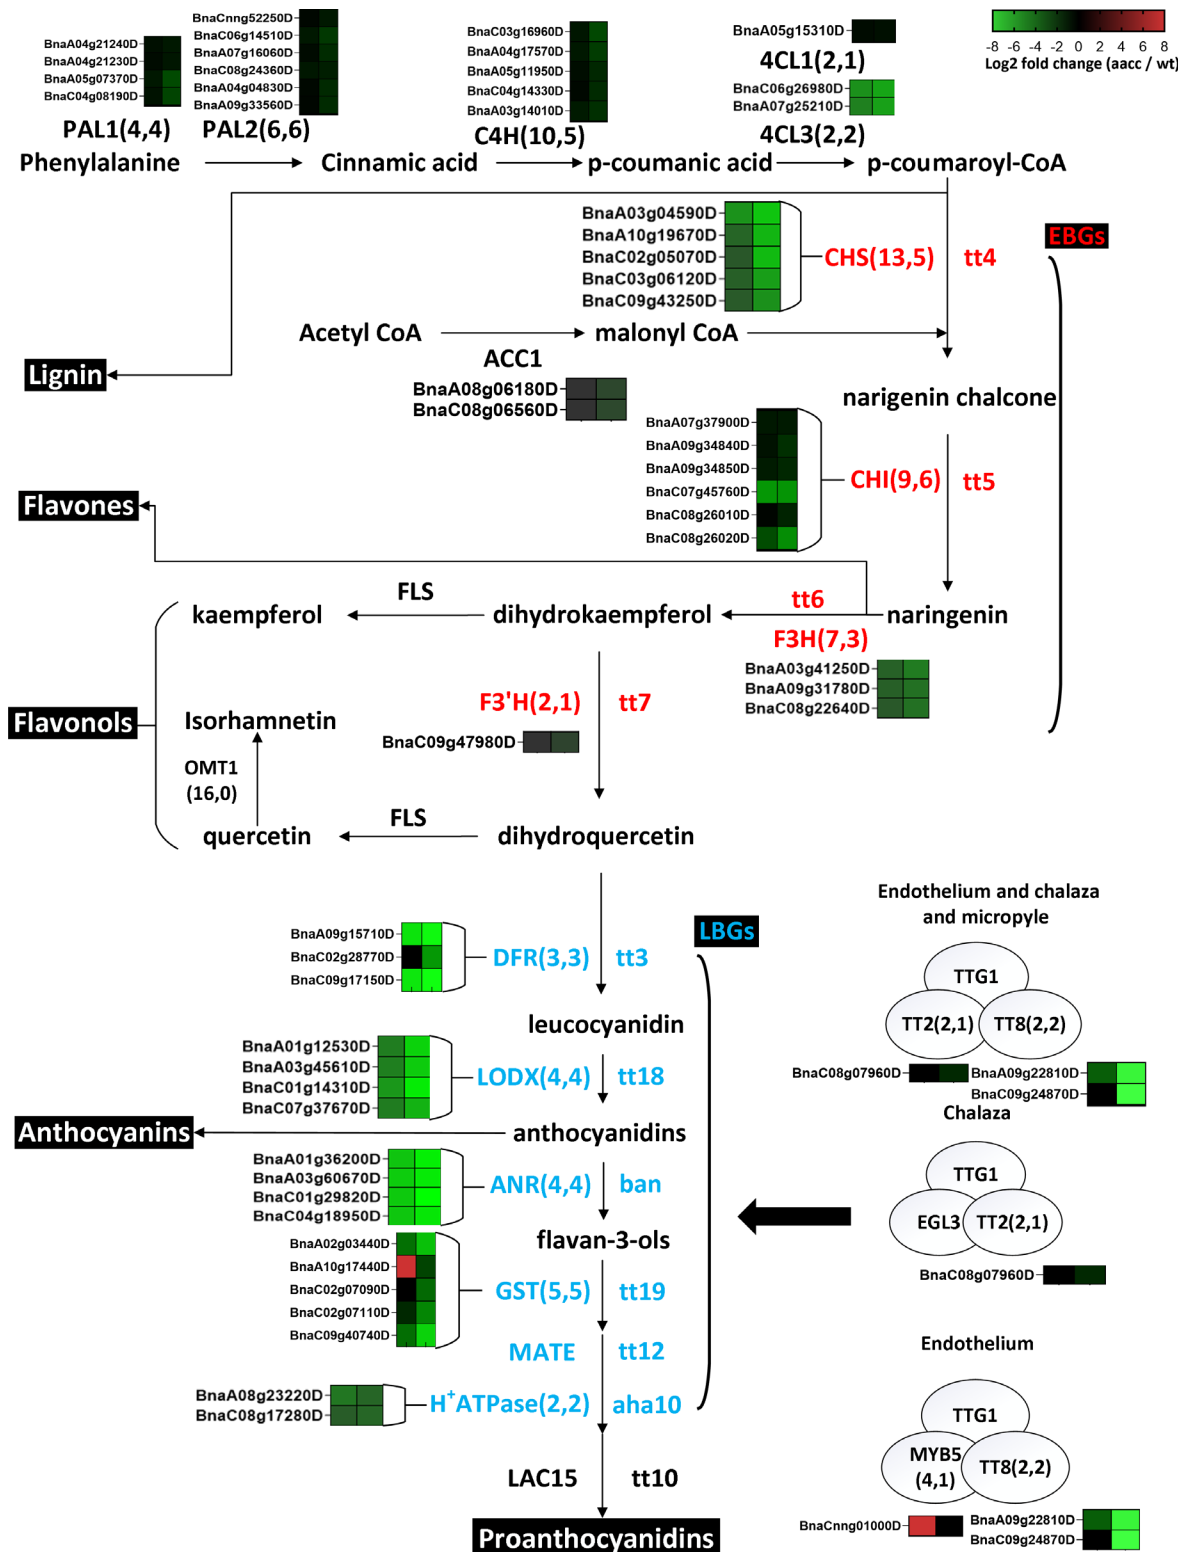 BnaA04g21240D
BnaA04g21230D
BnaA05g07370D
BnaC04g08190D
PAL1(4,4)
BnaCnng52250D
BnaC06g14510D
BnaA07g16060D
BnaC08g24360D
BnaA04g04830D
BnaA09g33560D
PAL2(6,6)
BnaC03g16960D
BnaA04g17570D
BnaA05g11950D
BnaC04g14330D
BnaA03g14010D
C4H(10,5)
BnaA05g15310D
4CL1(2,1)
BnaC06g26980D
BnaA07g25210D
4CL3(2,2)
-8 -6 -4 -2 0 2 4 6 8
Log2 fold change (aacc / wt)
Phenylalanine
Cinnamic acid
p-coumanic acid
p-coumaroyl-CoA
BnaA03g04590D
BnaA10g19670D
BnaC02g05070D
BnaC03g06120D
BnaC09g43250D
CHS(13,5)
tt4
EBGs
Acetyl CoA
malonyl CoA
ACC1
BnaA08g06180D
BnaC08g06560D
Lignin
narigenin chalcone
BnaA07g37900D
BnaA09g34840D
BnaA09g34850D
BnaC07g45760D
BnaC08g26010D
BnaC08g26020D
CHI(9,6)
tt5
Flavones
kaempferol
FLS
dihydrokaempferol
tt6
naringenin
F3H(7,3)
BnaA03g41250D
BnaA09g31780D
BnaC08g22640D
Flavonols
Isorhamnetin
F3'H(2,1)
tt7
BnaC09g47980D
OMT1
(16,0)
quercetin
FLS
dihydroquercetin
BnaA09g15710D
BnaC02g28770D
BnaC09g17150D
DFR(3,3)
tt3
LBGs
leucocyanidin
BnaA01g12530D
BnaA03g45610D
BnaC01g14310D
BnaC07g37670D
LODX(4,4)
tt18
Anthocyanins
anthocyanidins
BnaA01g36200D
BnaA03g60670D
BnaC01g29820D
BnaC04g18950D
ANR(4,4)
ban
flavan-3-ols
BnaA02g03440D
BnaA10g17440D
BnaC02g07090D
BnaC02g07110D
BnaC09g40740D
GST(5,5)
tt19
MATE
tt12
BnaA08g23220D
BnaC08g17280D
H+ATPase(2,2)
aha10
LAC15
tt10
Proanthocyanidins
Endothelium and chalaza
and micropyle
TTG1
TT2(2,1)
TT8(2,2)
BnaC08g07960D
BnaA09g22810D
BnaC09g24870D
Chalaza
TTG1
EGL3
TT2(2,1)
BnaC08g07960D
Endothelium
TTG1
MYB5
(4,1)
TT8(2,2)
BnaCnng01000D
BnaA09g22810D
BnaC09g24870D